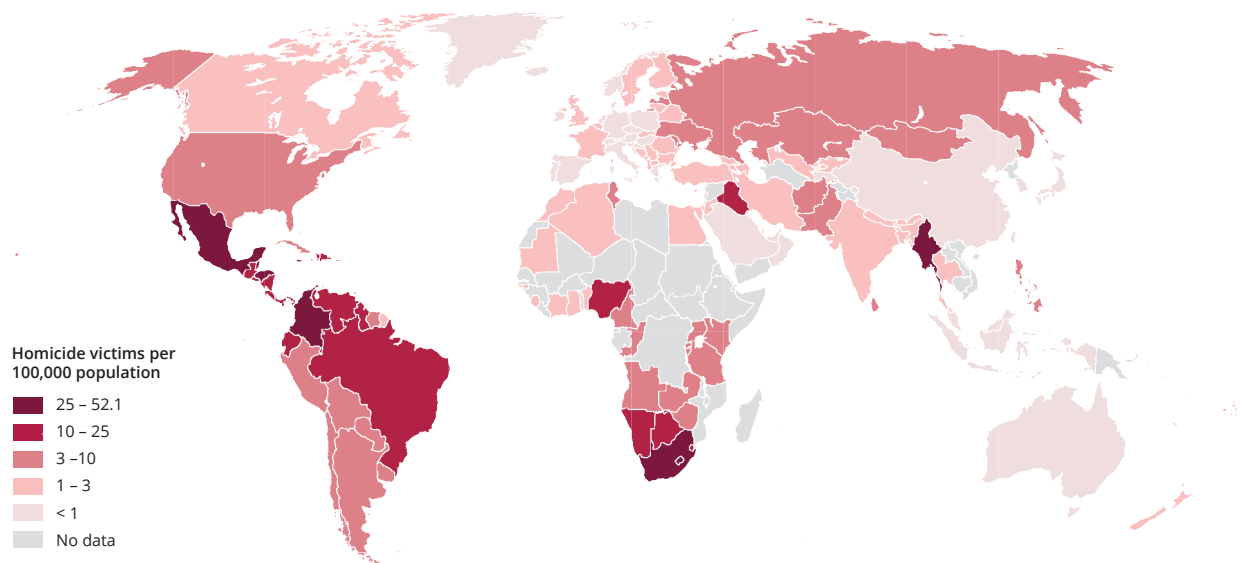 Homicide victims per
100,000 population
25 – 52.1
10 – 25
3 –10
1 – 3
< 1
No data